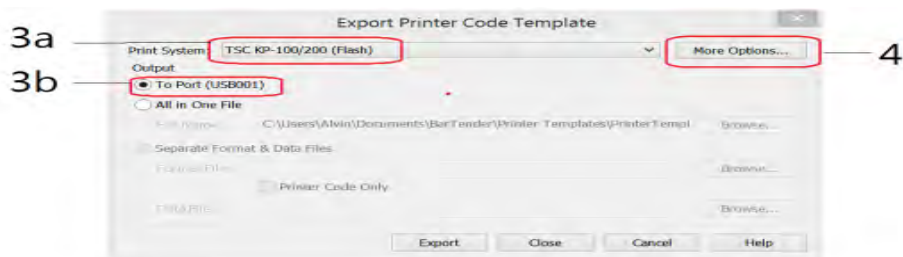 Export Printer Code Template
3a
Print System: TSC KP-100/200 (Flash)
More Options...
4
Output
3b
To Port (USB001)
All in One File
File Name: C:\Users\Alvin\Documents\BarTender\Printer Templates\PrinterTempl Browse...
Separate Format & Data Files
Format File: Browse...
Printer Code Only
Data File: Browse...
Export Close Cancel Help